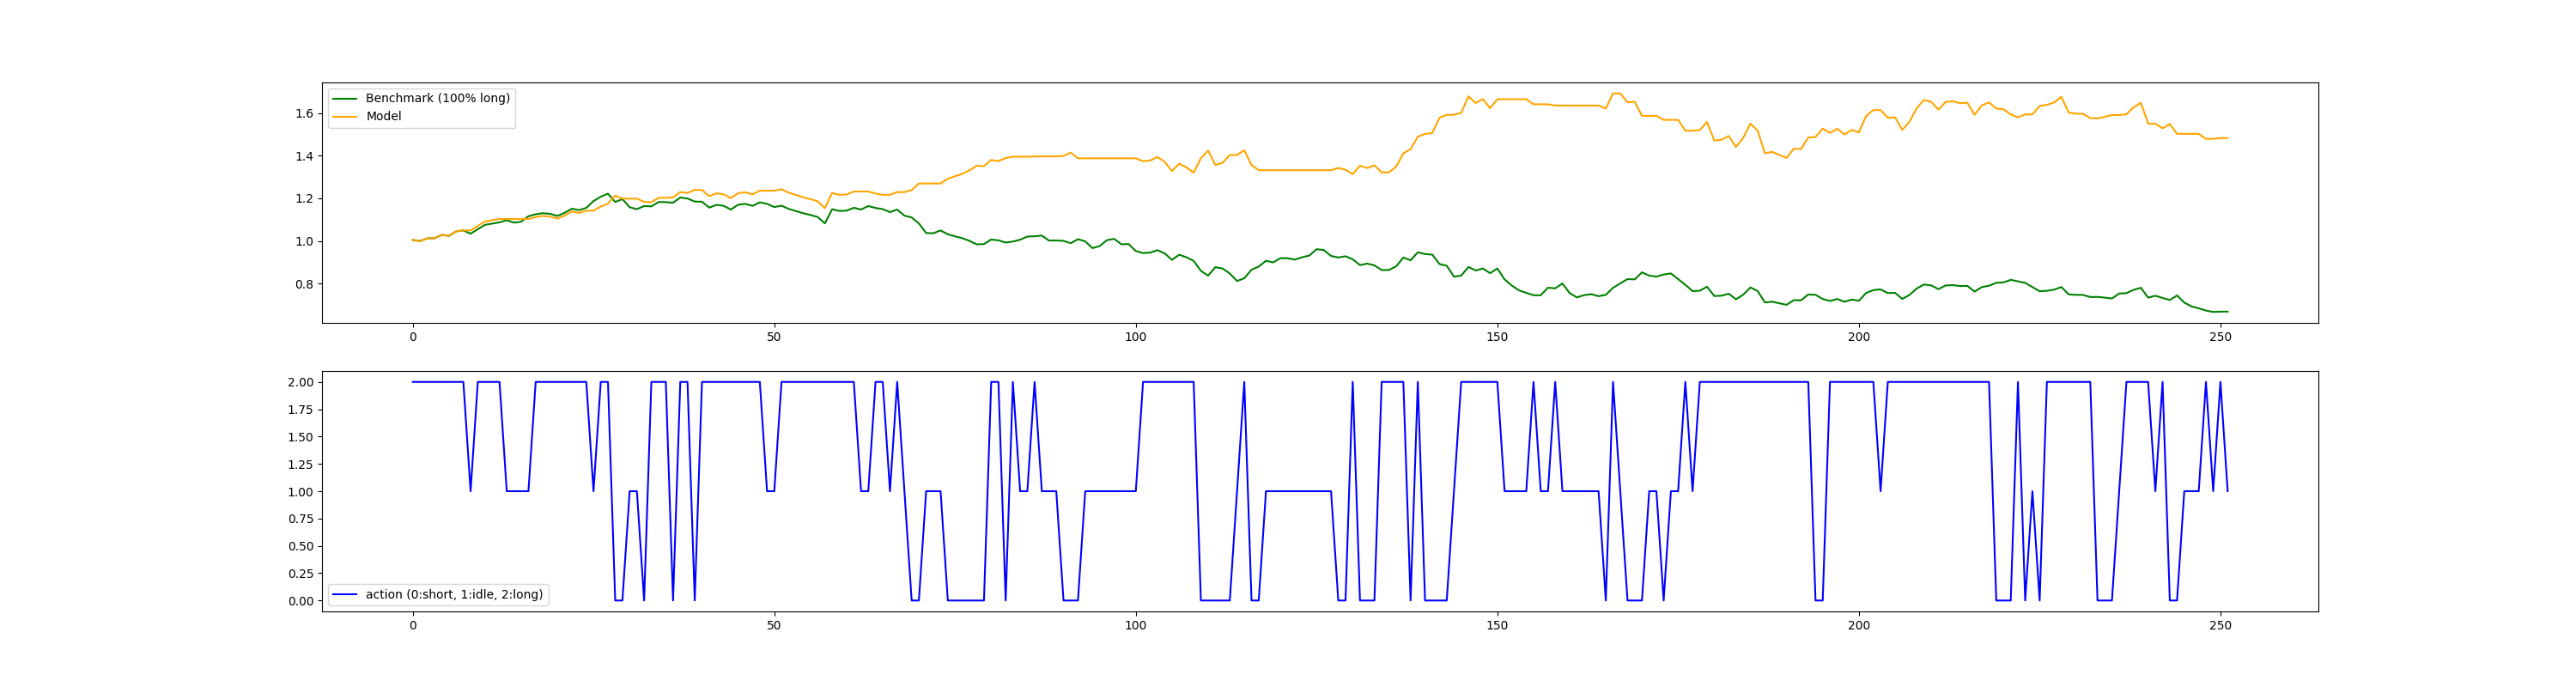 Benchmark (100% long)
Model
1.6
1.4
1.2
1.0
0.8
0 50 100 150 200 250
2.00
1.75
1.50
1.25
1.00
0.75
0.50
0.25
0.00
action (0:short, 1:idle, 2:long)
0 50 100 150 200 250